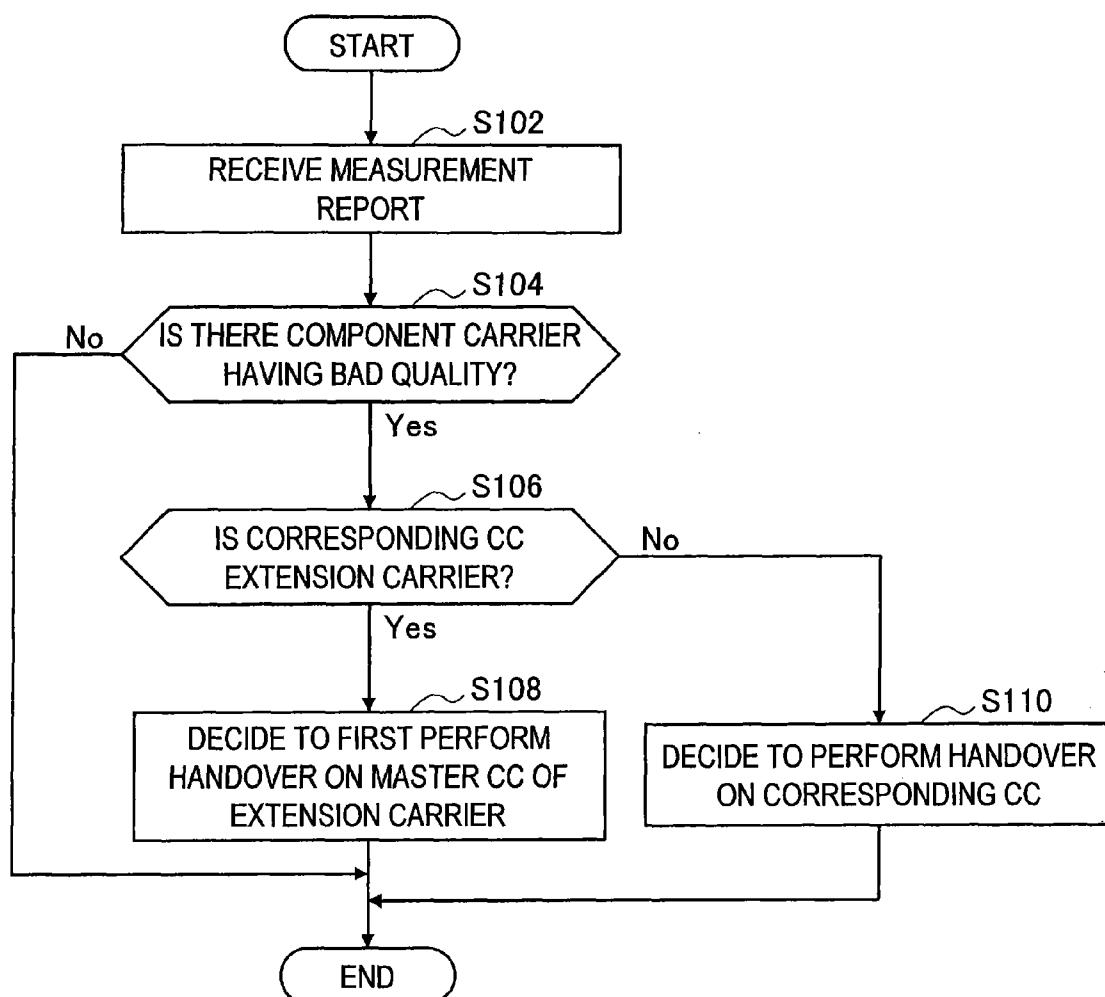 START
S102
RECEIVE MEASUREMENT
REPORT
S104
No
IS THERE COMPONENT CARRIER
HAVING BAD QUALITY?
Yes
S106
IS CORRESPONDING CC
EXTENSION CARRIER?
No
Yes
S108
DECIDE TO FIRST PERFORM
HANDOVER ON MASTER CC OF
EXTENSION CARRIER
S110
DECIDE TO PERFORM HANDOVER
ON CORRESPONDING CC
END